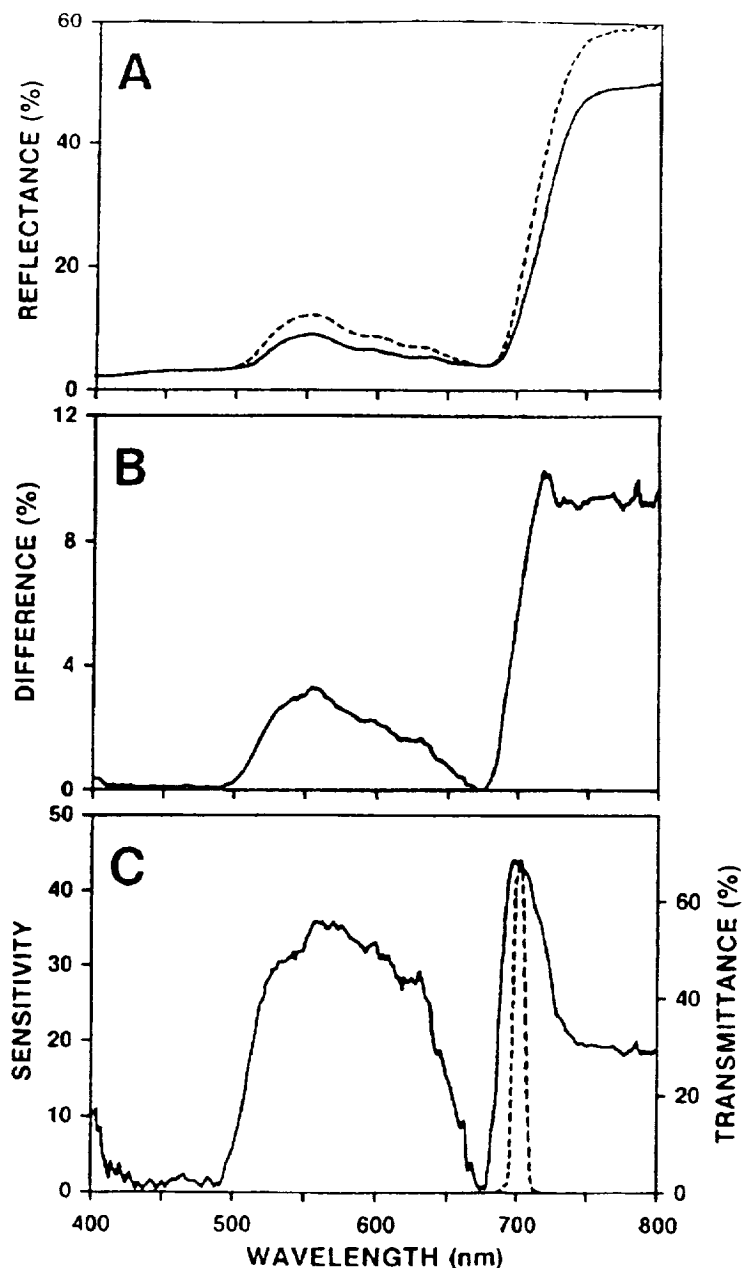 A
REFLECTANCE (%)
60
40
20
0
B
DIFFERENCE (%)
12
8
4
0
C
SENSITIVITY
50
40
30
20
10
0
TRANSMITTANCE (%)
60
40
20
0
400 500 600 700 800
WAVELENGTH (nm)